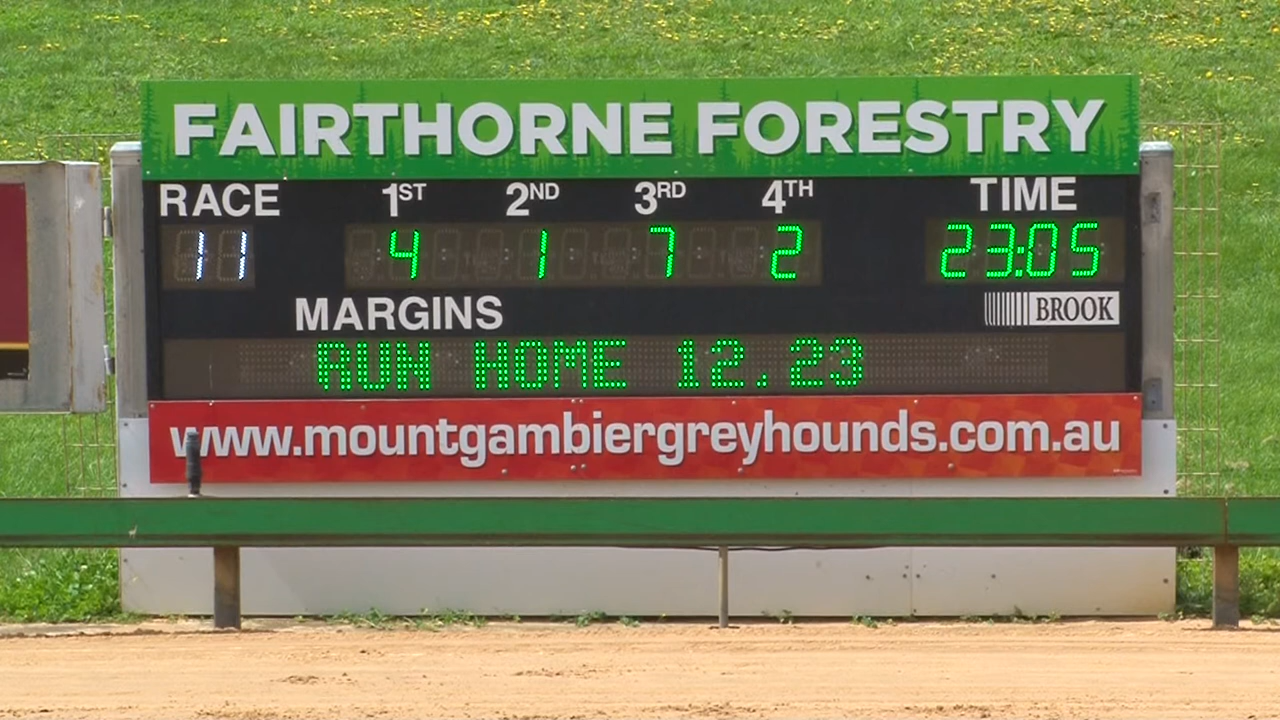 FAIRTHORNE FORESTRY
RACE 1ST 2ND 3RD 4TH TIME
11 4 1 7 2 23:05
MARGINS BROOK
RUN HOME 12.23
www.mountgambiergreyhounds.com.au